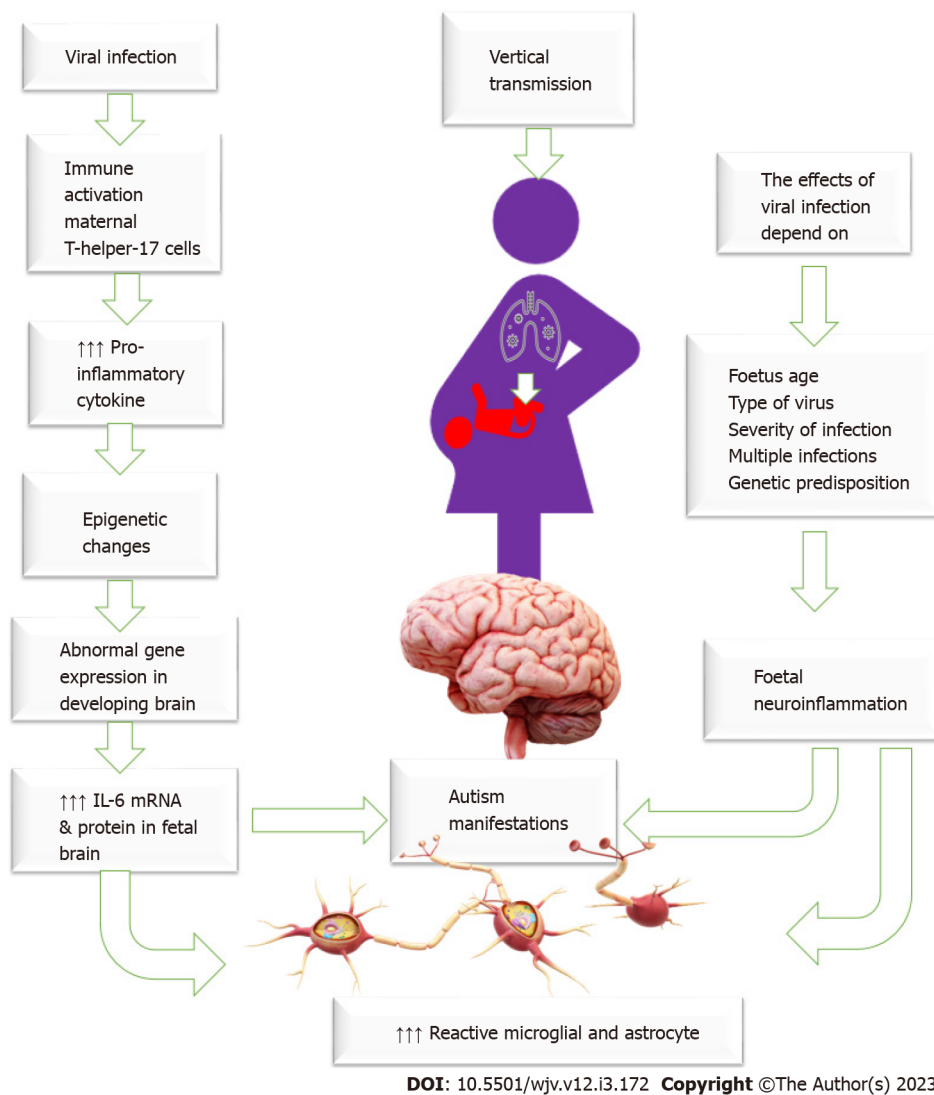 Viral infection
Immune
activation
maternal
T-helper-17 cells
↑↑↑ Pro-
inflammatory
cytokine
Epigenetic
changes
Abnormal gene
expression in
developing brain
↑↑↑ IL-6 mRNA
& protein in fetal
brain
Vertical
transmission
Autism
manifestations
The effects of
viral infection
depend on
Foetus age
Type of virus
Severity of infection
Multiple infections
Genetic predisposition
Foetal
neuroinflammation
↑↑↑ Reactive microglial and astrocyte
DOI: 10.5501/wjv.v12.i3.172 Copyright ©The Author(s) 2023